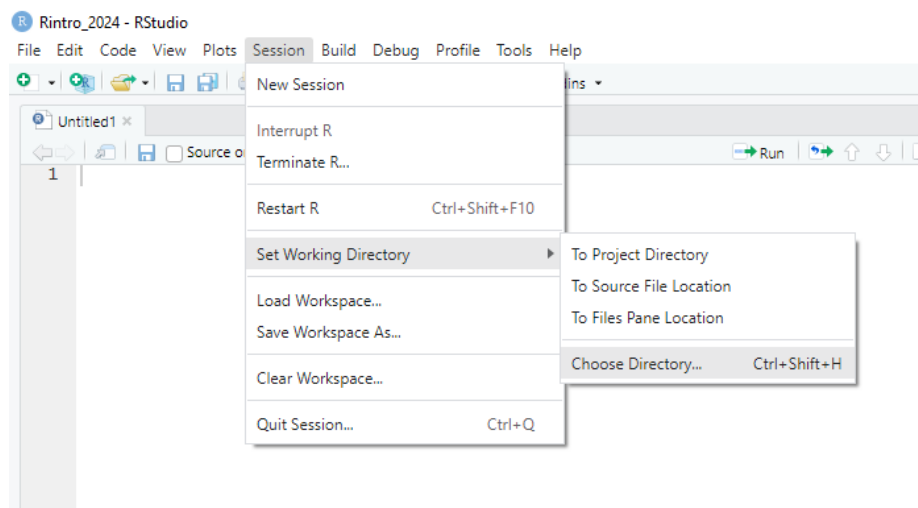 R Rintro_2024 - RStudio
File Edit Code View Plots Session Build Debug Profile Tools Help
R
R Untitled1 ×
Source
Run
1
New Session
Interrupt R
Terminate R...
Restart R Ctrl+Shift+F10
Set Working Directory
Load Workspace...
Save Workspace As...
Clear Workspace...
Quit Session... Ctrl+Q
To Project Directory
To Source File Location
To Files Pane Location
Choose Directory... Ctrl+Shift+H